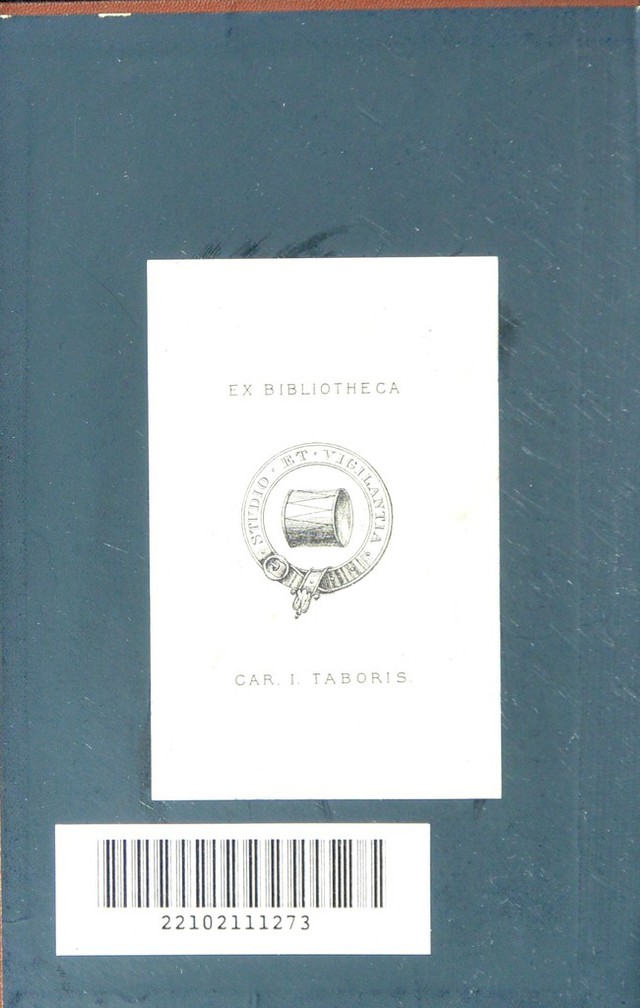 EX BIBLIOTHECA
· STUDIO · ET · VIGILANTIA ·
CAR. I. TABORIS.
22102111273